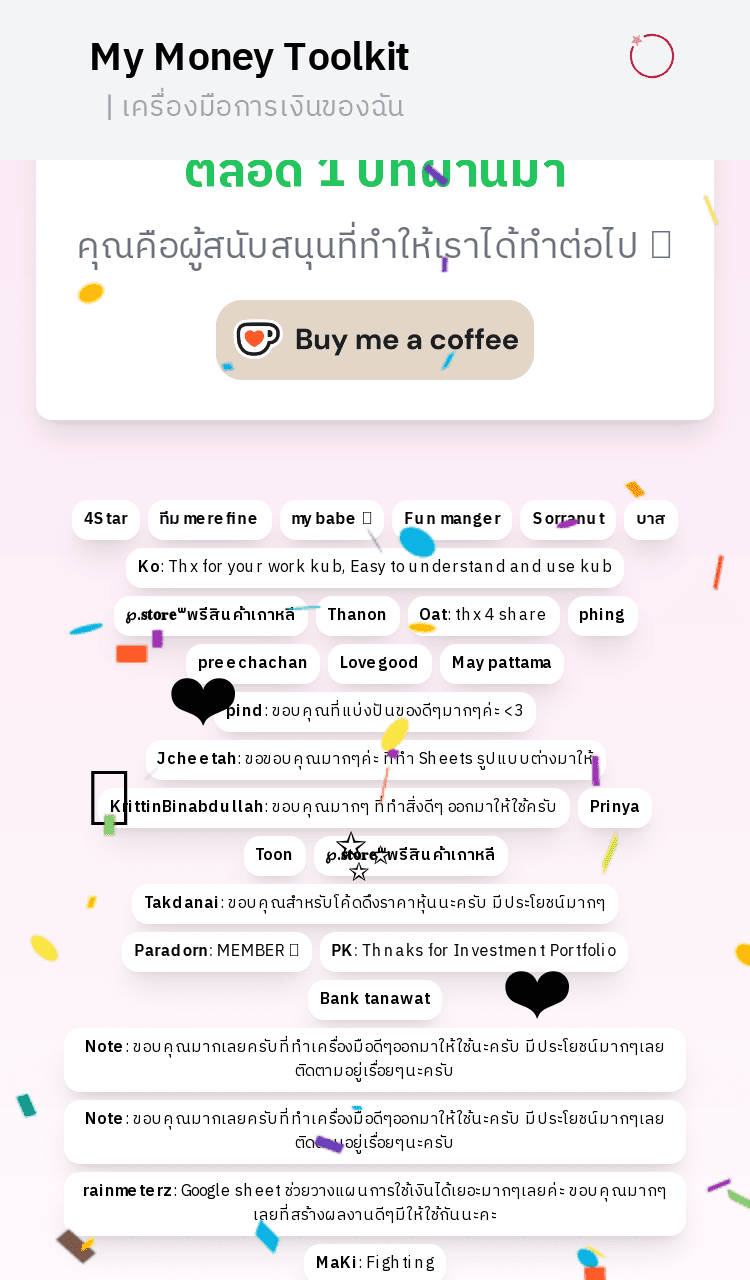 My Money Toolkit
| เครื่องมือการเงินของฉัน
ตลอด 1 ปีที่ผ่านมา
คุณคือผู้สนับสนุนที่ทำให้เราได้ทำต่อไป
Buy me a coffee
4Star
ทีม merefine
my babe
Fun manger
Sorranut
บาส
Ko: Thx for your work kub, Easy to understand and use kub
℘.𝖘𝖙𝖔𝖗𝖊ʷพรีสินค้าเกาหลี
Thanon
Oat: thx 4 share
phing
preechachan
Lovegood
May pattama
pind: ขอบคุณที่แบ่งปันของดีๆมากๆค่ะ <3
Jcheetah: ขอขอบคุณมากๆค่ะ ที่ทำ Sheets รูปแบบต่างมาให้
KrittinBinabdullah: ขอบคุณมากๆ ที่ทำสิ่งดีๆ ออกมาให้ใช้ครับ
Prinya
Toon
℘.𝖘𝖙𝖔𝖗𝖊ʷพรีสินค้าเกาหลี
Takdanai: ขอบคุณสำหรับโค้ดดึงราคาหุ้นนะครับ มีประโยชน์มากๆ
Paradorn: MEMBER
PK: Thnaks for Investment Portfolio
Bank tanawat
Note: ขอบคุณมากเลยครับที่ทำเครื่องมือดีๆออกมาให้ใช้นะครับ มีประโยชน์มากๆเลย
ติดตามอยู่เรื่อยๆนะครับ
Note: ขอบคุณมากเลยครับที่ทำเครื่องมือดีๆออกมาให้ใช้นะครับ มีประโยชน์มากๆเลย
ติดตามอยู่เรื่อยๆนะครับ
rainmeterz: Google sheet ช่วยวางแผนการใช้เงินได้เยอะมากๆเลยค่ะ ขอบคุณมากๆ
เลยที่สร้างผลงานดีๆมีให้ใช้กันนะคะ
MaKi: Fighting